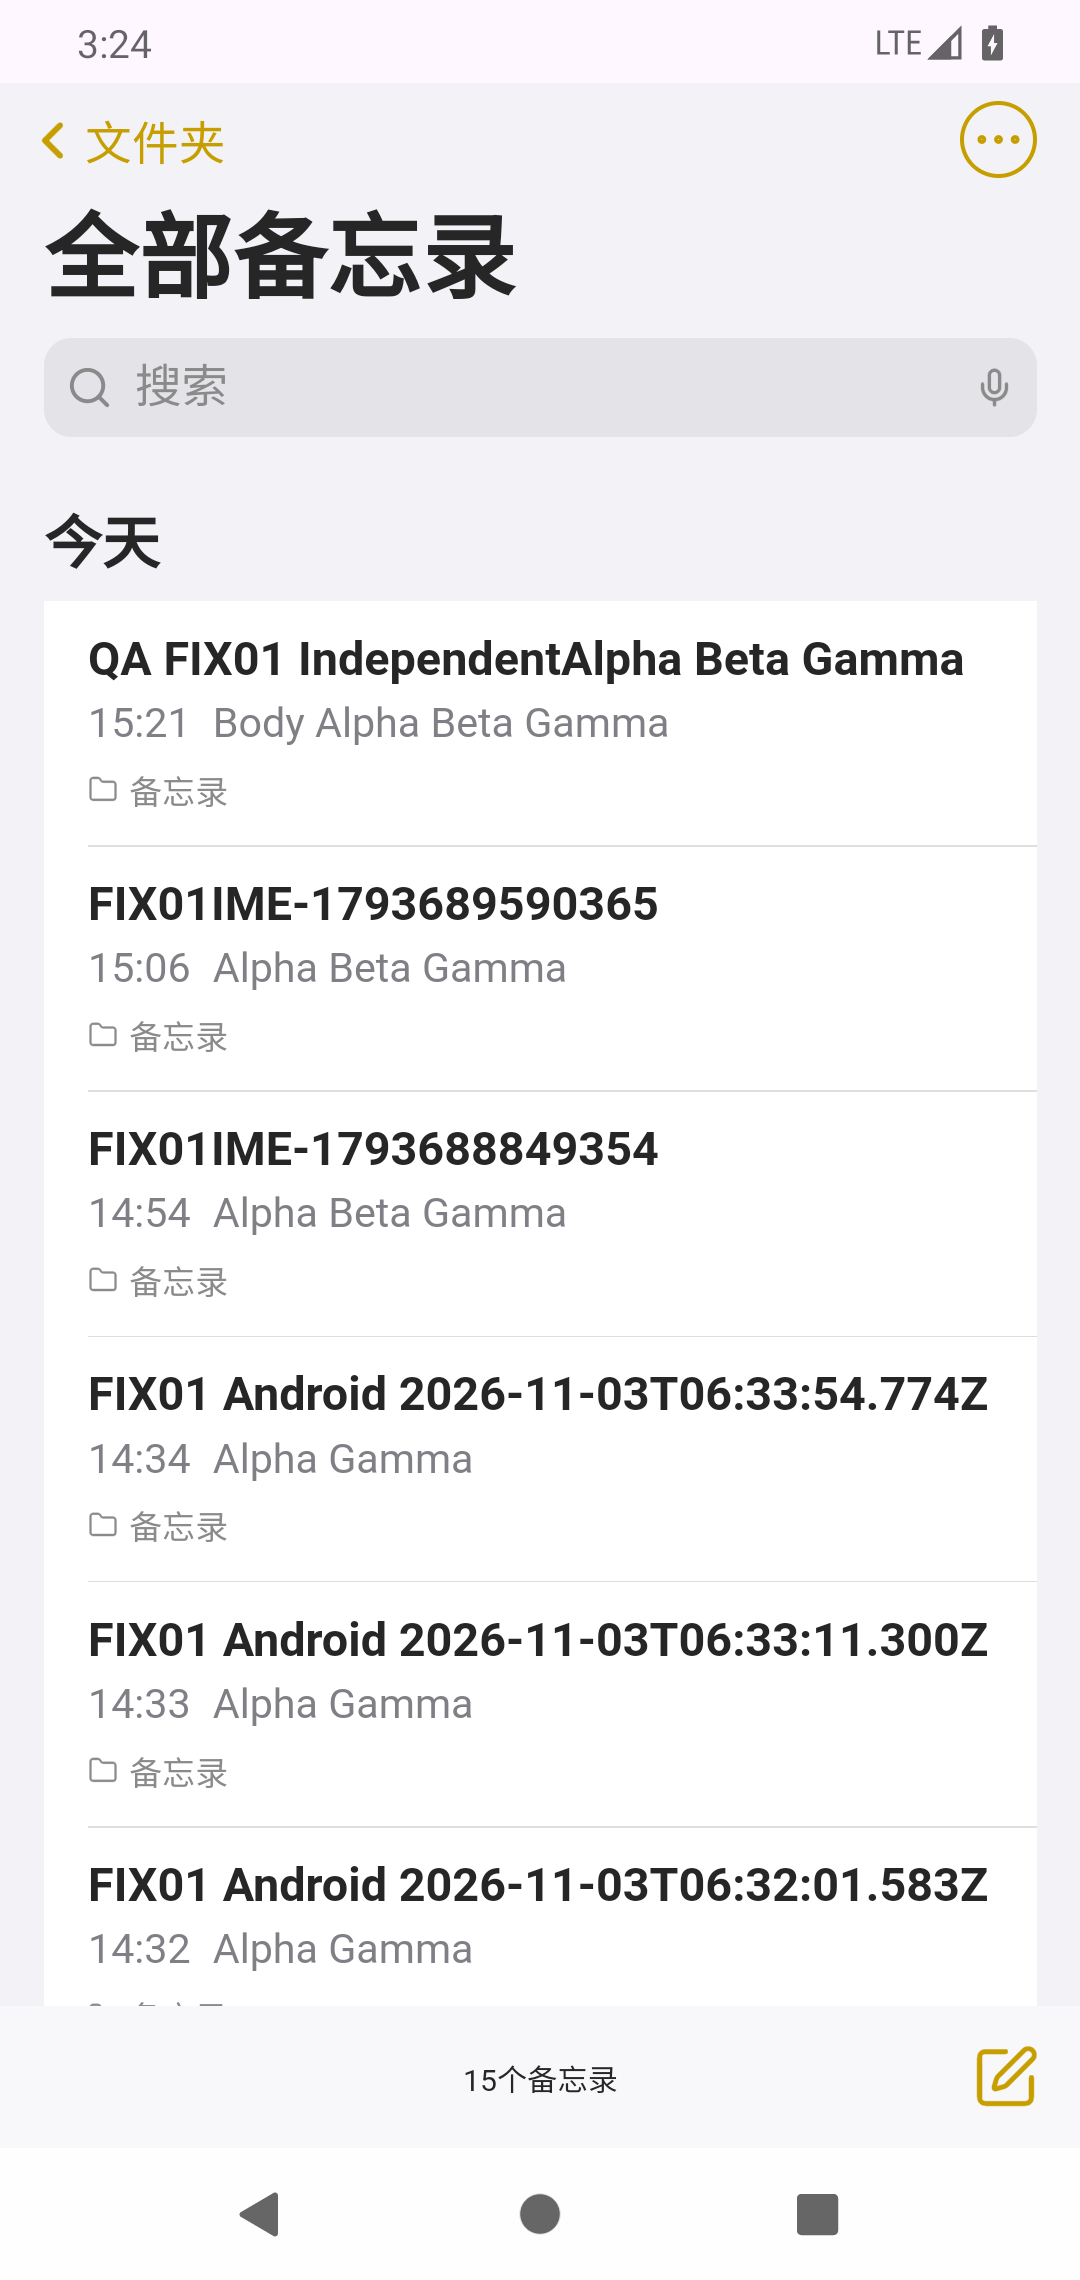 3:24
LTE
文件夹
全部备忘录
搜索
今天
QA FIX01 IndependentAlpha Beta Gamma
15:21 Body Alpha Beta Gamma
备忘录
FIX01IME-1793689590365
15:06 Alpha Beta Gamma
备忘录
FIX01IME-1793688849354
14:54 Alpha Beta Gamma
备忘录
FIX01 Android 2026-11-03T06:33:54.774Z
14:34 Alpha Gamma
备忘录
FIX01 Android 2026-11-03T06:33:11.300Z
14:33 Alpha Gamma
备忘录
FIX01 Android 2026-11-03T06:32:01.583Z
14:32 Alpha Gamma
15个备忘录